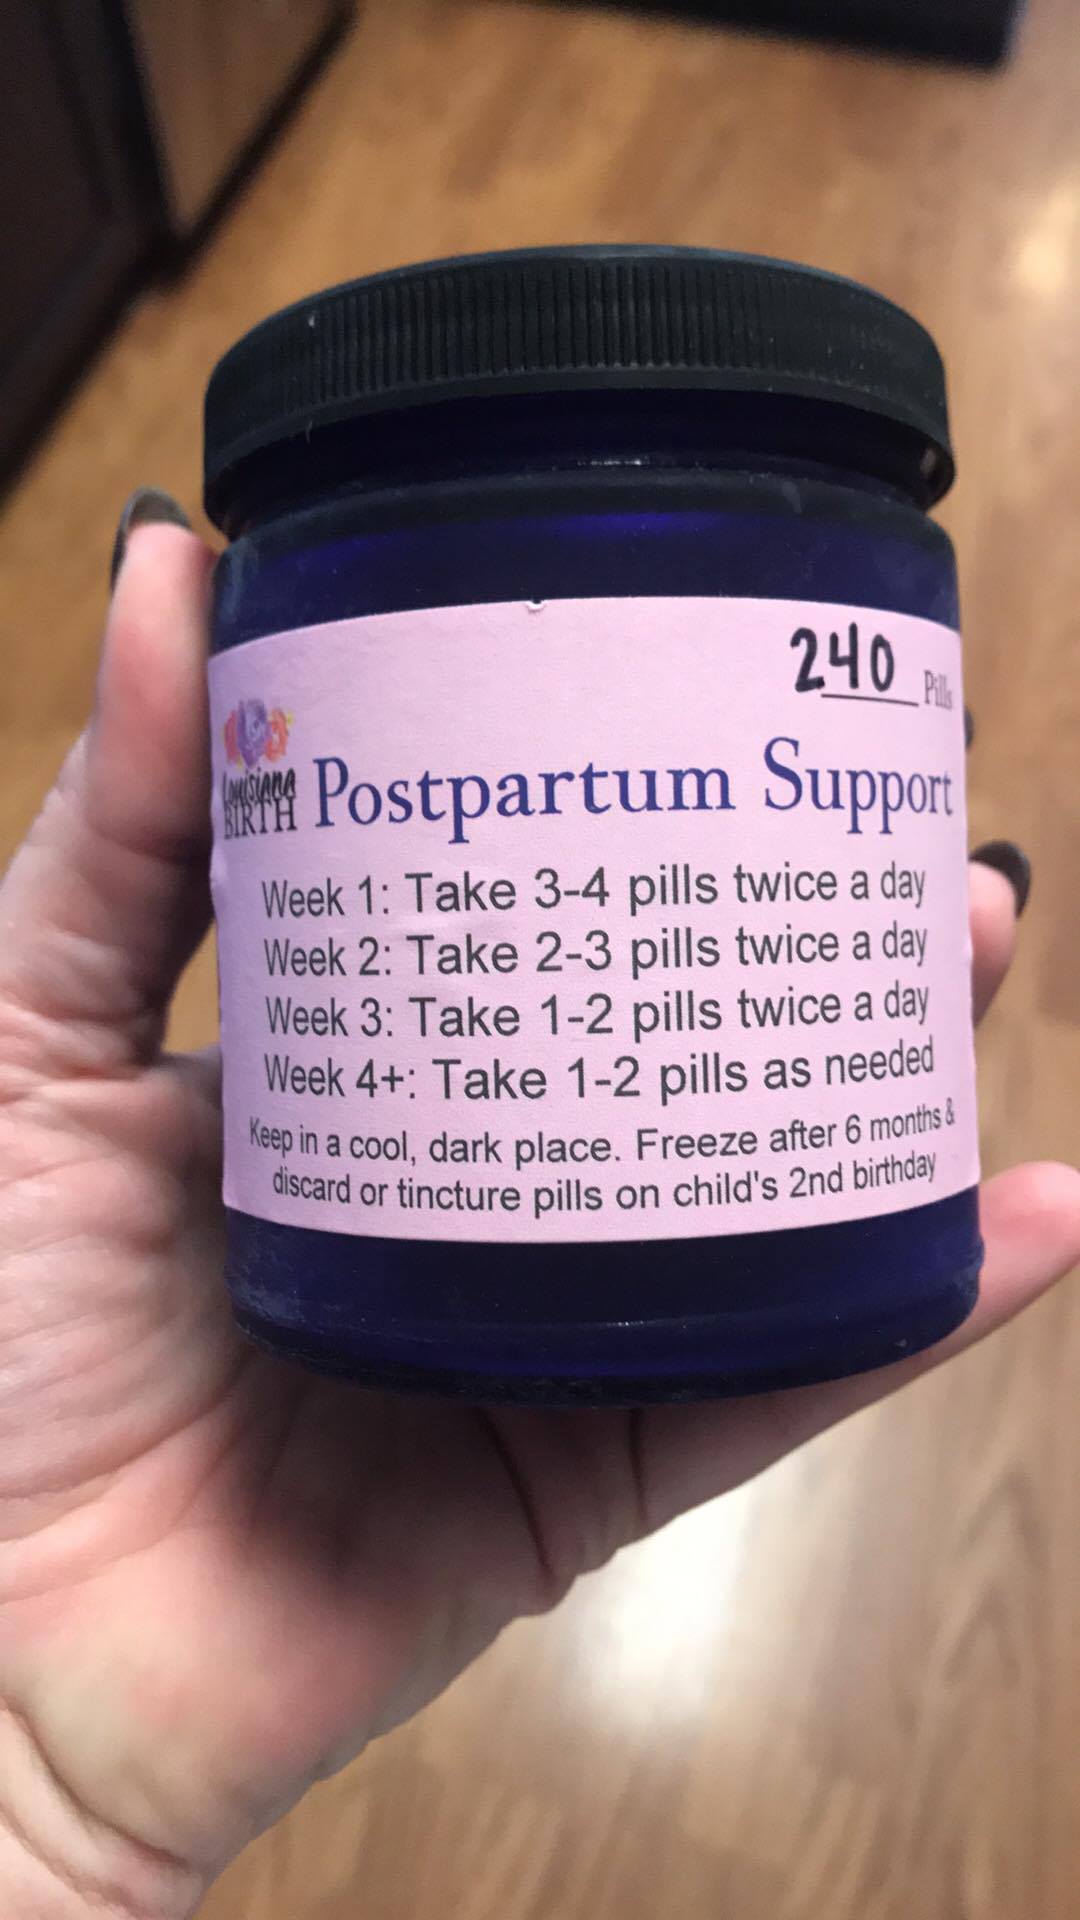 240 Pills
Louisiana
BIRTH
Postpartum Support
Week 1: Take 3-4 pills twice a day
Week 2: Take 2-3 pills twice a day
Week 3: Take 1-2 pills twice a day
Week 4+: Take 1-2 pills as needed
Keep in a cool, dark place. Freeze after 6 months &
discard or tincture pills on child's 2nd birthday